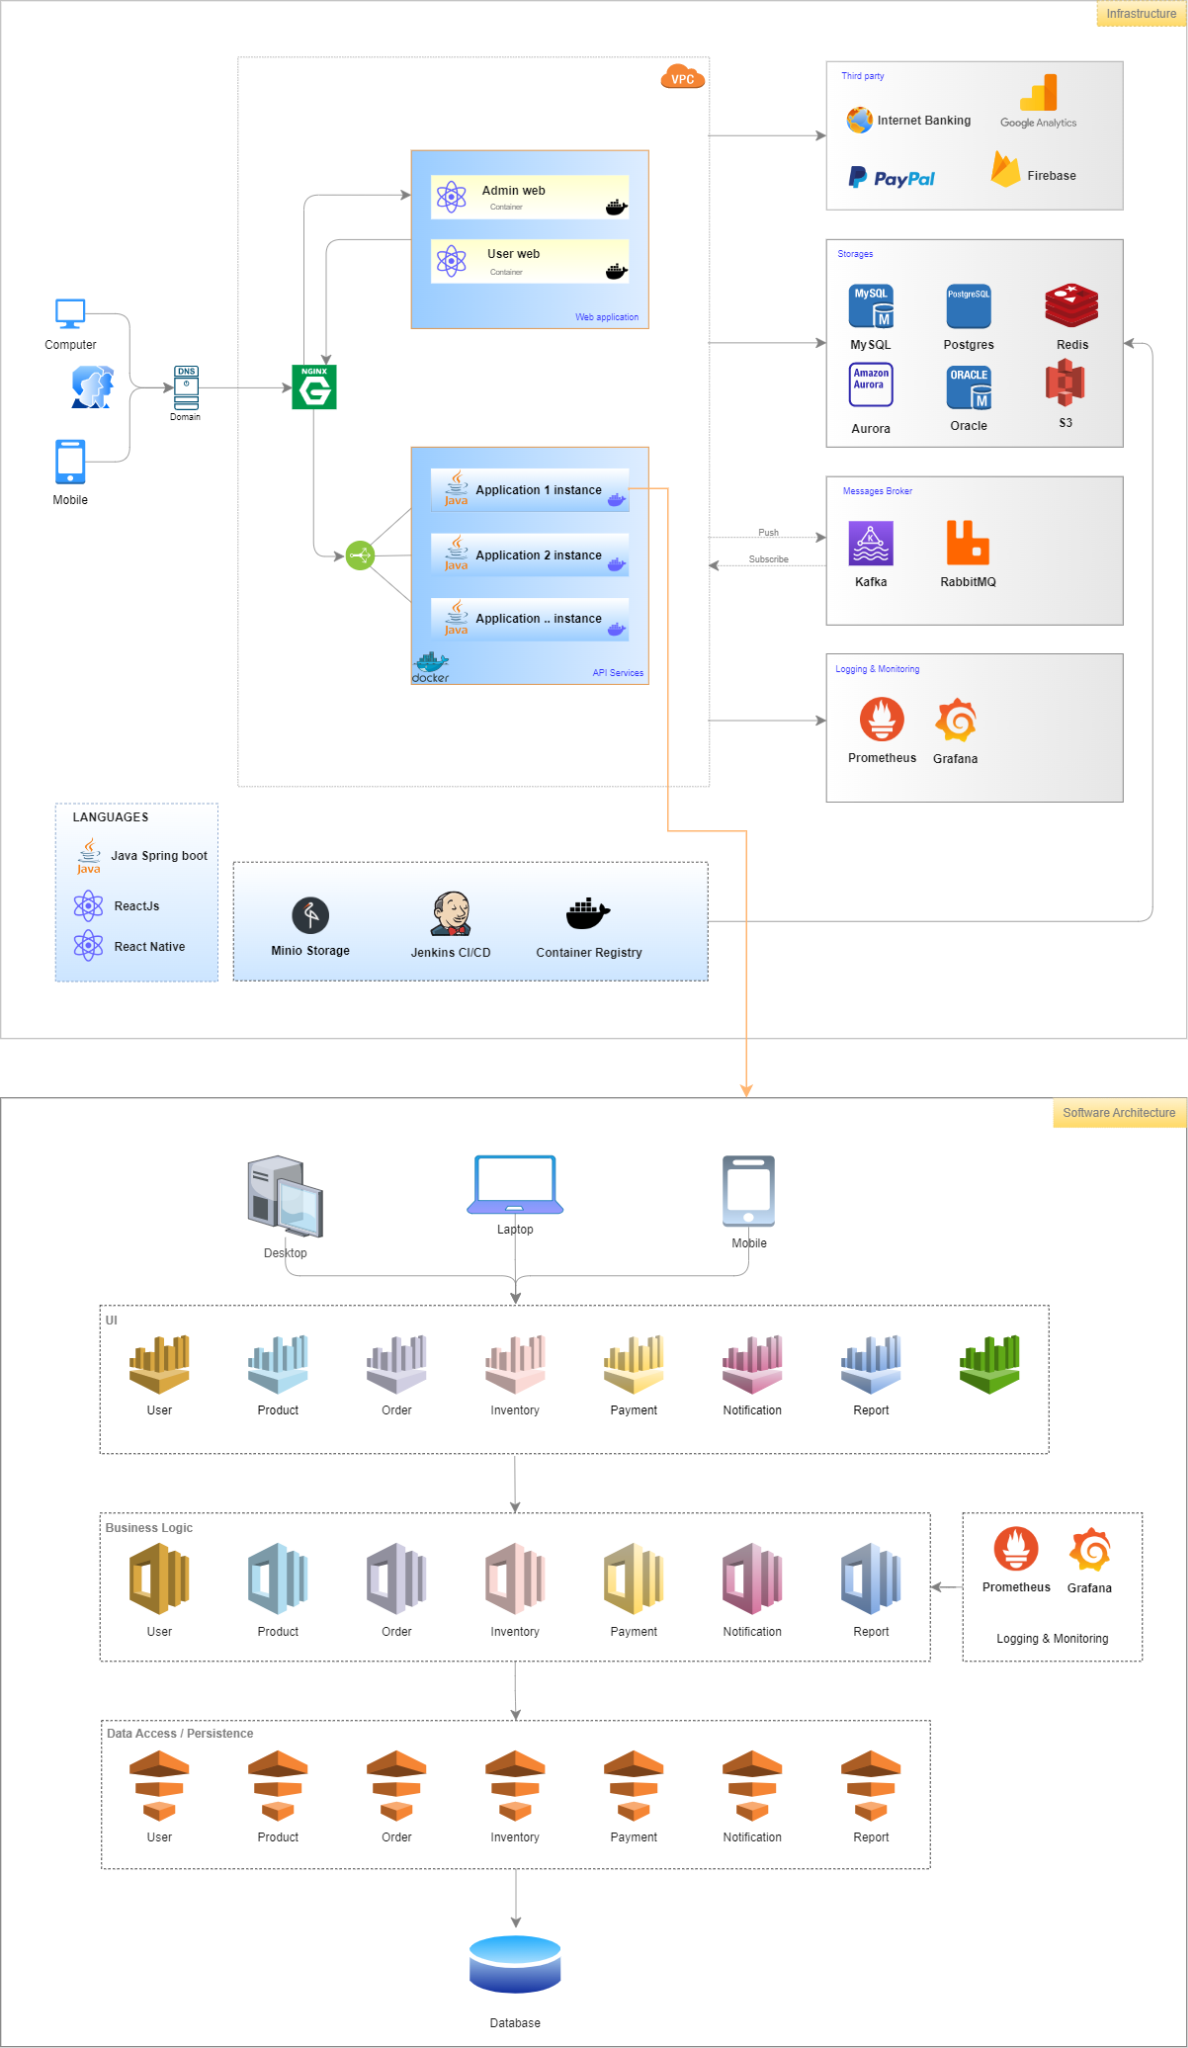 Infrastructure
VPC
Third party
Internet Banking
Google Analytics
PayPal
Firebase
Admin web
Container
User web
Container
Web application
Storages
MySQL
M
MySQL
PostgreSQL
Postgres
Redis
Amazon
Aurora
Aurora
ORACLE
M
Oracle
S3
Computer
DNS
Domain
NGINX
G
Mobile
Java
Application 1 instance
Java
Application 2 instance
Java
Application .. instance
docker
API Services
Messages Broker
Push
Subscribe
K
Kafka
RabbitMQ
Logging & Monitoring
Prometheus
Grafana
LANGUAGES
Java
Java Spring boot
ReactJs
React Native
Minio Storage
Jenkins CI/CD
Container Registry
Software Architecture
Desktop
Laptop
Mobile
UI
User
Product
Order
Inventory
Payment
Notification
Report
Business Logic
User
Product
Order
Inventory
Payment
Notification
Report
Prometheus
Grafana
Logging & Monitoring
Data Access / Persistence
User
Product
Order
Inventory
Payment
Notification
Report
Database